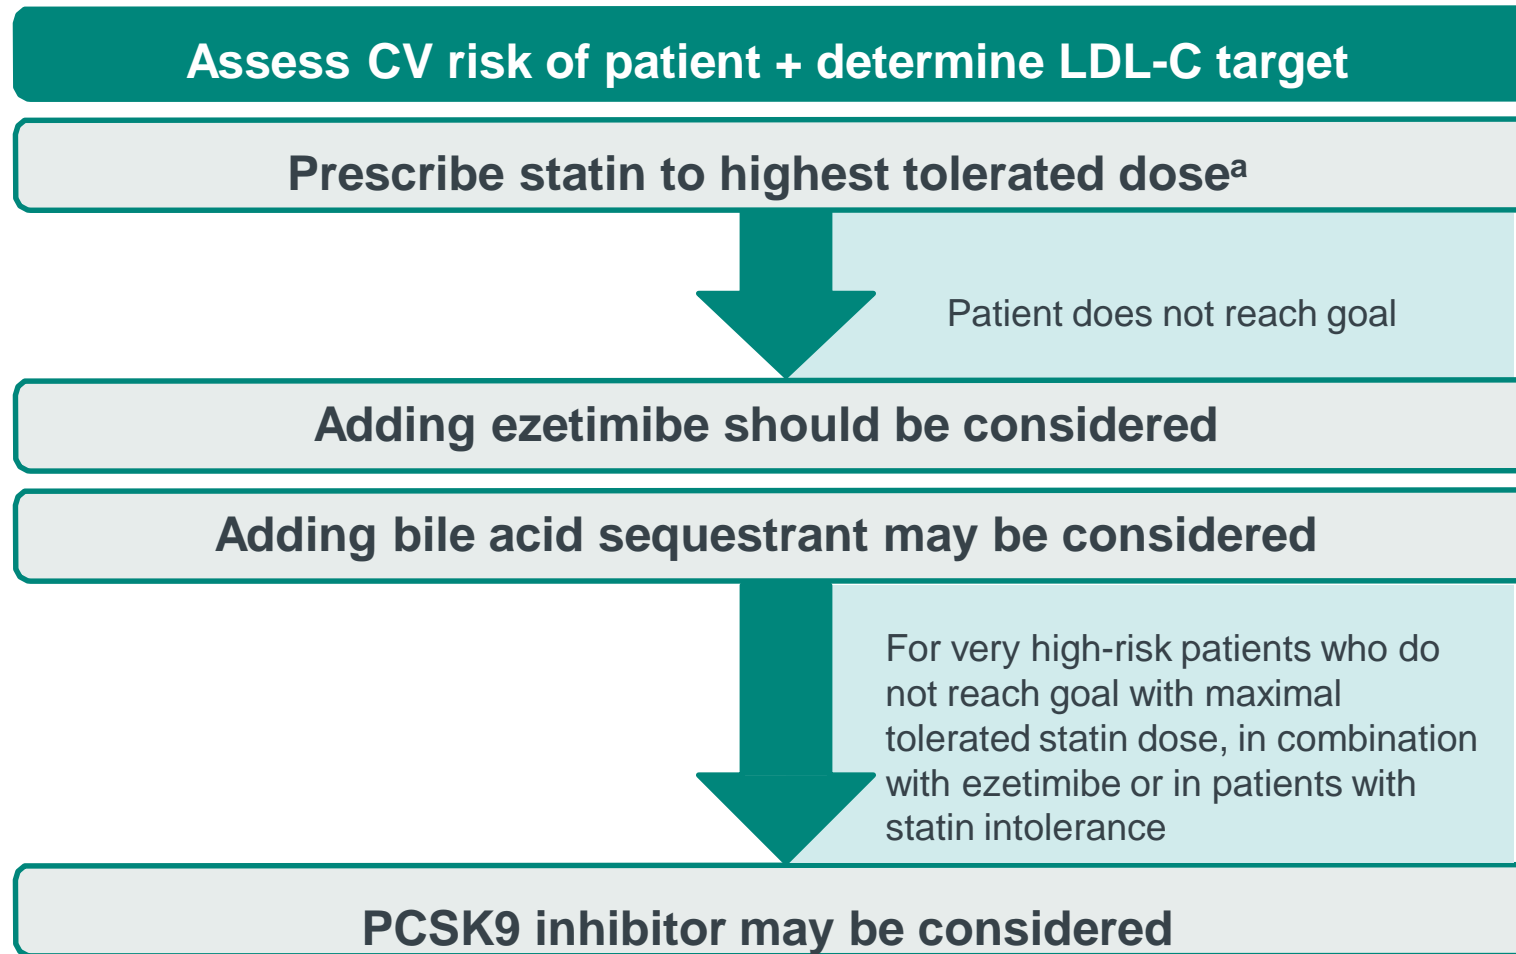 Assess CV risk of patient + determine LDL-C target
Prescribe statin to highest tolerated doseᵃ
Patient does not reach goal
Adding ezetimibe should be considered
Adding bile acid sequestrant may be considered
For very high-risk patients who do
not reach goal with maximal
tolerated statin dose, in combination
with ezetimibe or in patients with
statin intolerance
PCSK9 inhibitor may be considered